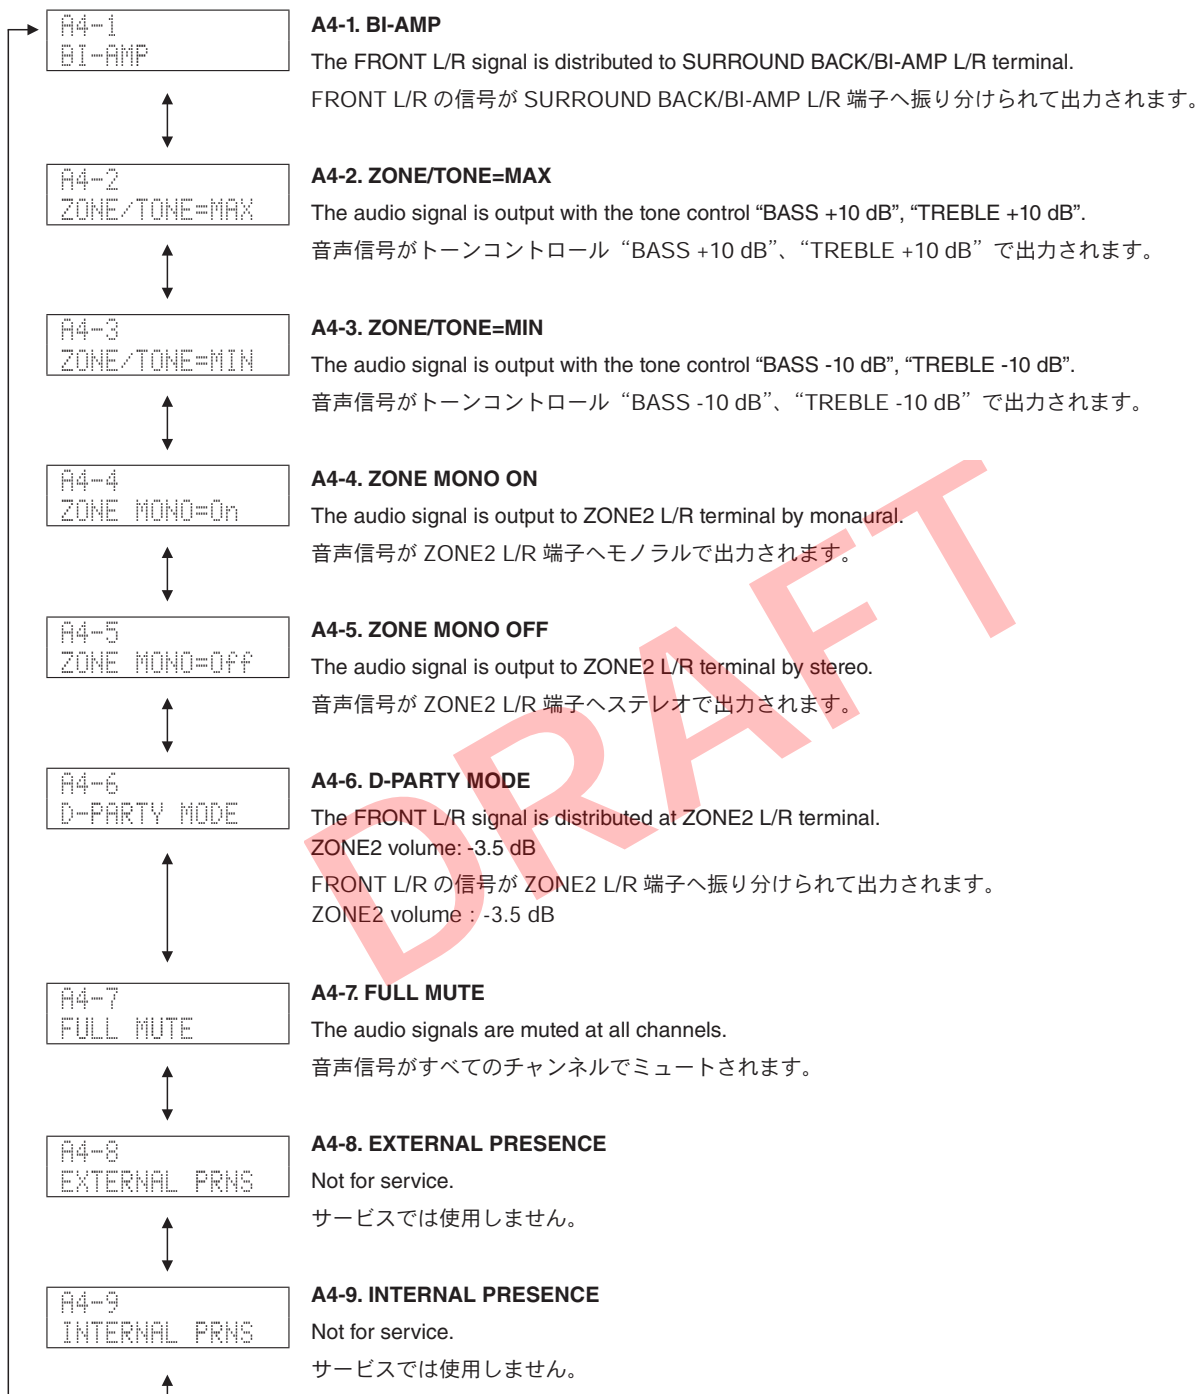 A4-1
BI-AMP
A4-1. BI-AMP
The FRONT L/R signal is distributed to SURROUND BACK/BI-AMP L/R terminal.
FRONT L/R の信号が SURROUND BACK/BI-AMP L/R 端子へ振り分けられて出力されます。
A4-2
ZONE/TONE=MAX
A4-2. ZONE/TONE=MAX
The audio signal is output with the tone control “BASS +10 dB”, “TREBLE +10 dB”.
音声信号がトーンコントロール “BASS +10 dB”、“TREBLE +10 dB” で出力されます。
A4-3
ZONE/TONE=MIN
A4-3. ZONE/TONE=MIN
The audio signal is output with the tone control “BASS -10 dB”, “TREBLE -10 dB”.
音声信号がトーンコントロール “BASS -10 dB”、“TREBLE -10 dB” で出力されます。
A4-4
ZONE MONO=On
A4-4. ZONE MONO ON
The audio signal is output to ZONE2 L/R terminal by monaural.
音声信号が ZONE2 L/R 端子へモノラルで出力されます。
A4-5
ZONE MONO=Off
A4-5. ZONE MONO OFF
The audio signal is output to ZONE2 L/R terminal by stereo.
音声信号が ZONE2 L/R 端子へステレオで出力されます。
A4-6
D-PARTY MODE
A4-6. D-PARTY MODE
The FRONT L/R signal is distributed at ZONE2 L/R terminal.
ZONE2 volume: -3.5 dB
FRONT L/R の信号が ZONE2 L/R 端子へ振り分けられて出力されます。
ZONE2 volume : -3.5 dB
A4-7
FULL MUTE
A4-7. FULL MUTE
The audio signals are muted at all channels.
音声信号がすべてのチャンネルでミュートされます。
A4-8
EXTERNAL PRNS
A4-8. EXTERNAL PRESENCE
Not for service.
サービスでは使用しません。
A4-9
INTERNAL PRNS
A4-9. INTERNAL PRESENCE
Not for service.
サービスでは使用しません。
DRAFT